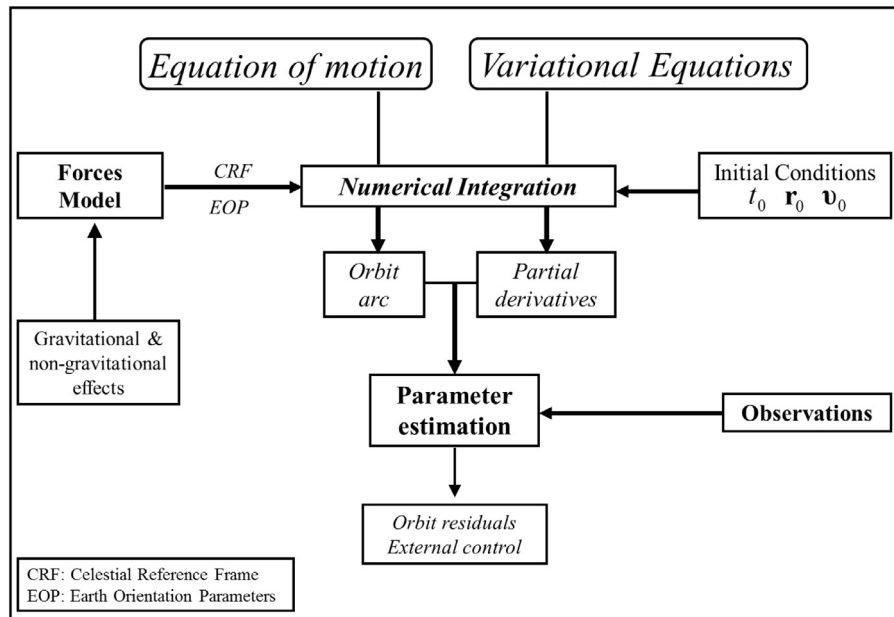 Equation of motion
Variational Equations
Forces
Model
CRF
EOP
Numerical Integration
Initial Conditions
t₀ r₀ υ₀
Orbit
arc
Partial
derivatives
Gravitational &
non-gravitational
effects
Parameter
estimation
Observations
Orbit residuals
External control
CRF: Celestial Reference Frame
EOP: Earth Orientation Parameters